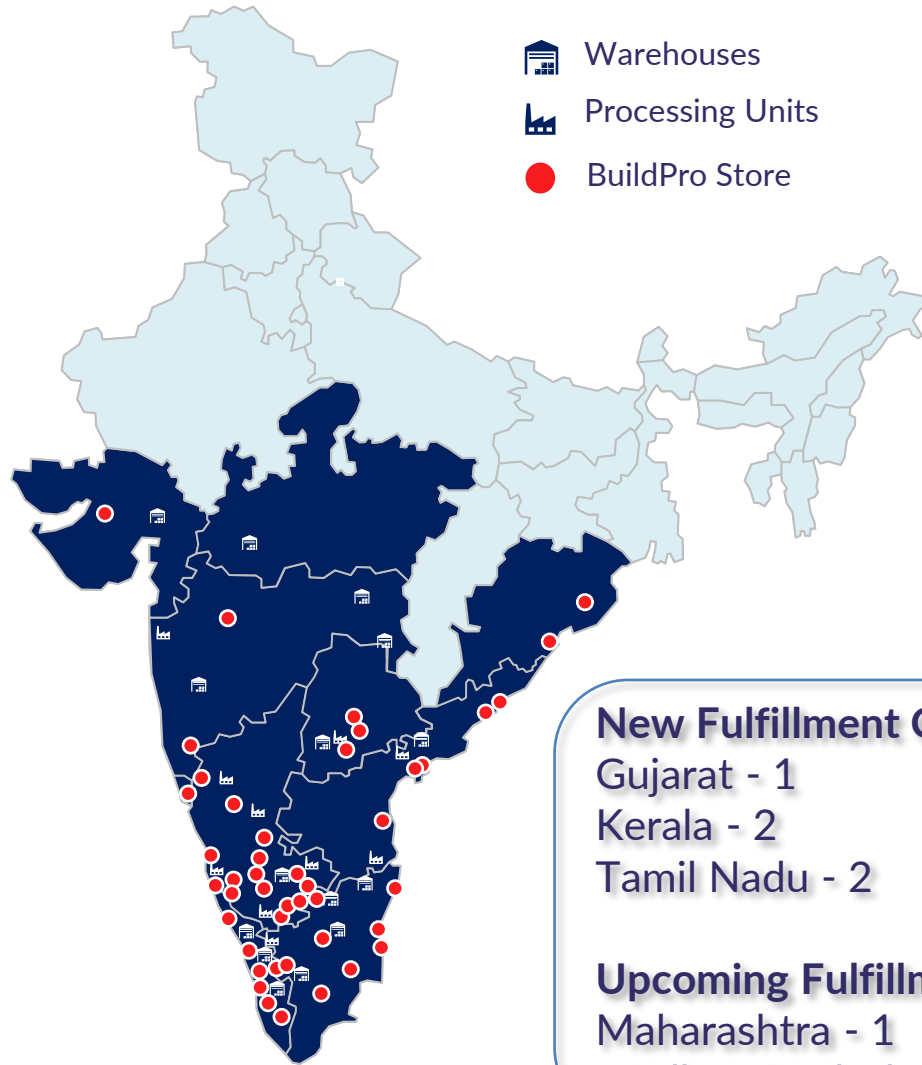 Warehouses
Processing Units
BuildPro Store
New Fulfillment
Gujarat - 1
Kerala - 2
Tamil Nadu - 2
Upcoming
Maharashtra - 1